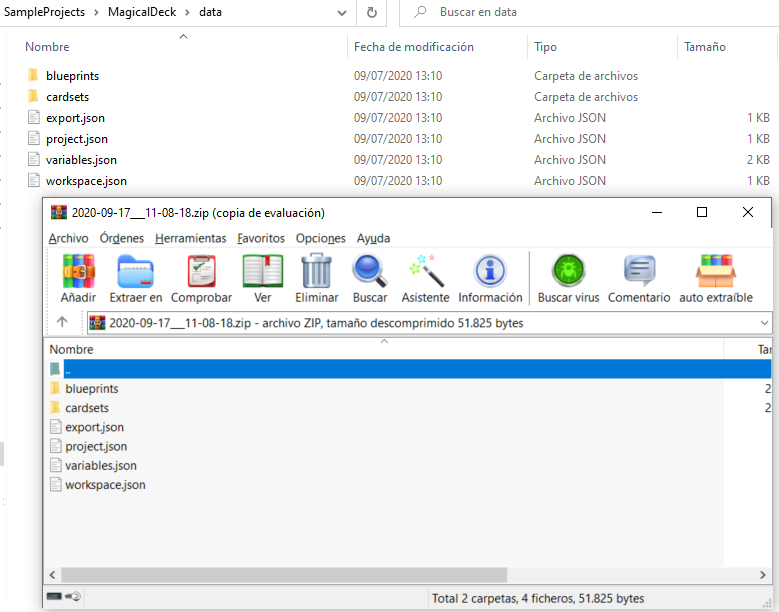 SampleProjects > MagicalDeck > data Buscar en data
Nombre Fecha de modificación Tipo Tamaño
blueprints 09/07/2020 13:10 Carpeta de archivos
cardsets 09/07/2020 13:10 Carpeta de archivos
export.json 09/07/2020 13:10 Archivo JSON 1 KB
project.json 09/07/2020 13:10 Archivo JSON 1 KB
variables.json 09/07/2020 13:10 Archivo JSON 2 KB
workspace.json 09/07/2020 13:10 Archivo JSON 1 KB
2020-09-17___11-08-18.zip (copia de evaluación)
Archivo Órdenes Herramientas Favoritos Opciones Ayuda
Añadir Extraer en Comprobar Ver Eliminar Buscar Asistente Información Buscar virus Comentario auto extraíble
2020-09-17___11-08-18.zip - archivo ZIP, tamaño descomprimido 51.825 bytes
Nombre Tar
..
blueprints 2
cardsets 2
export.json
project.json
variables.json
workspace.json
Total 2 carpetas, 4 ficheros, 51.825 bytes